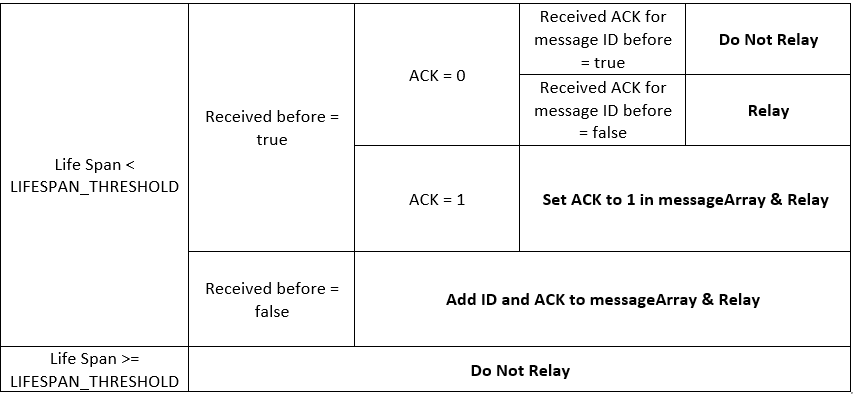 Life Span <
LIFESPAN_THRESHOLD
Received before =
true
ACK = 0
Received ACK for
message ID before
= true
Do Not Relay
Received ACK for
message ID before
= false
Relay
ACK = 1
Set ACK to 1 in messageArray & Relay
Received before =
false
Add ID and ACK to messageArray & Relay
Life Span >=
LIFESPAN_THRESHOLD
Do Not Relay